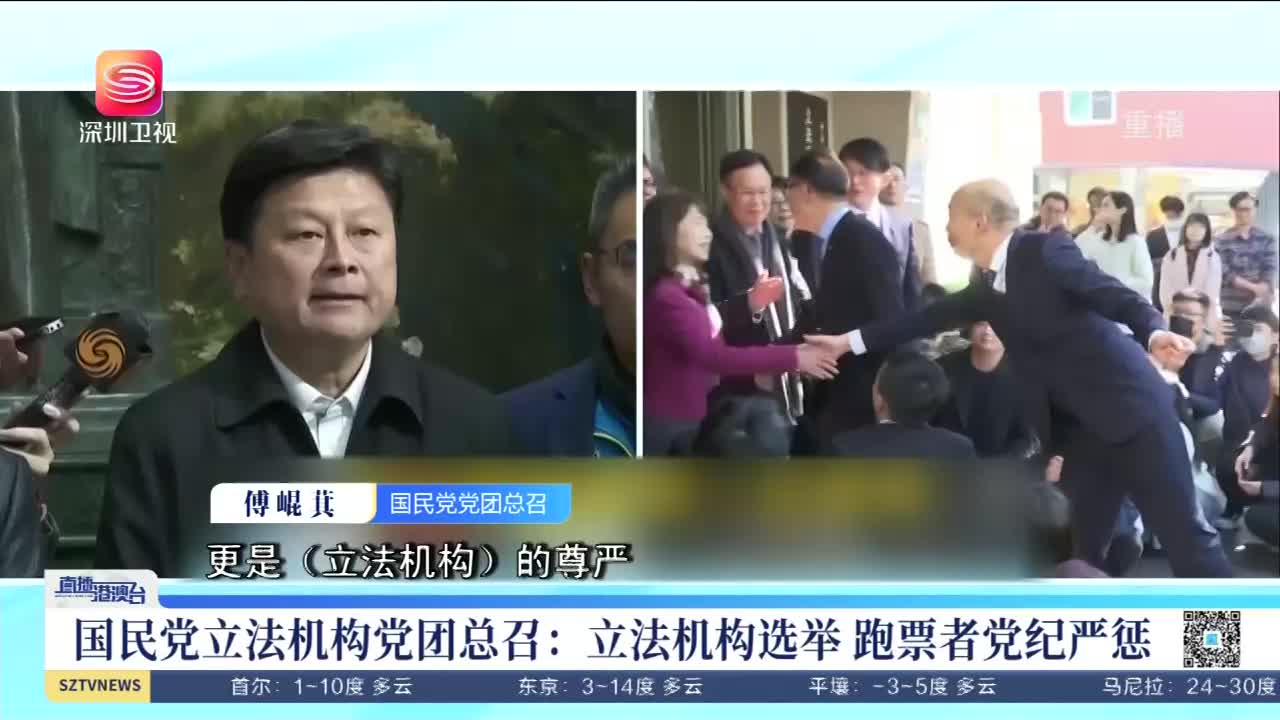 深圳卫视
重播
傅崐萁
国民党党团总召
更是（立法机构）的尊严
直播港澳台
国民党立法机构党团总召：立法机构选举 跑票者党纪严惩
SZTVNEWS
首尔：1~10度 多云 东京：3~14度 多云 平壤：-3~5度 多云 马尼拉：24~30度